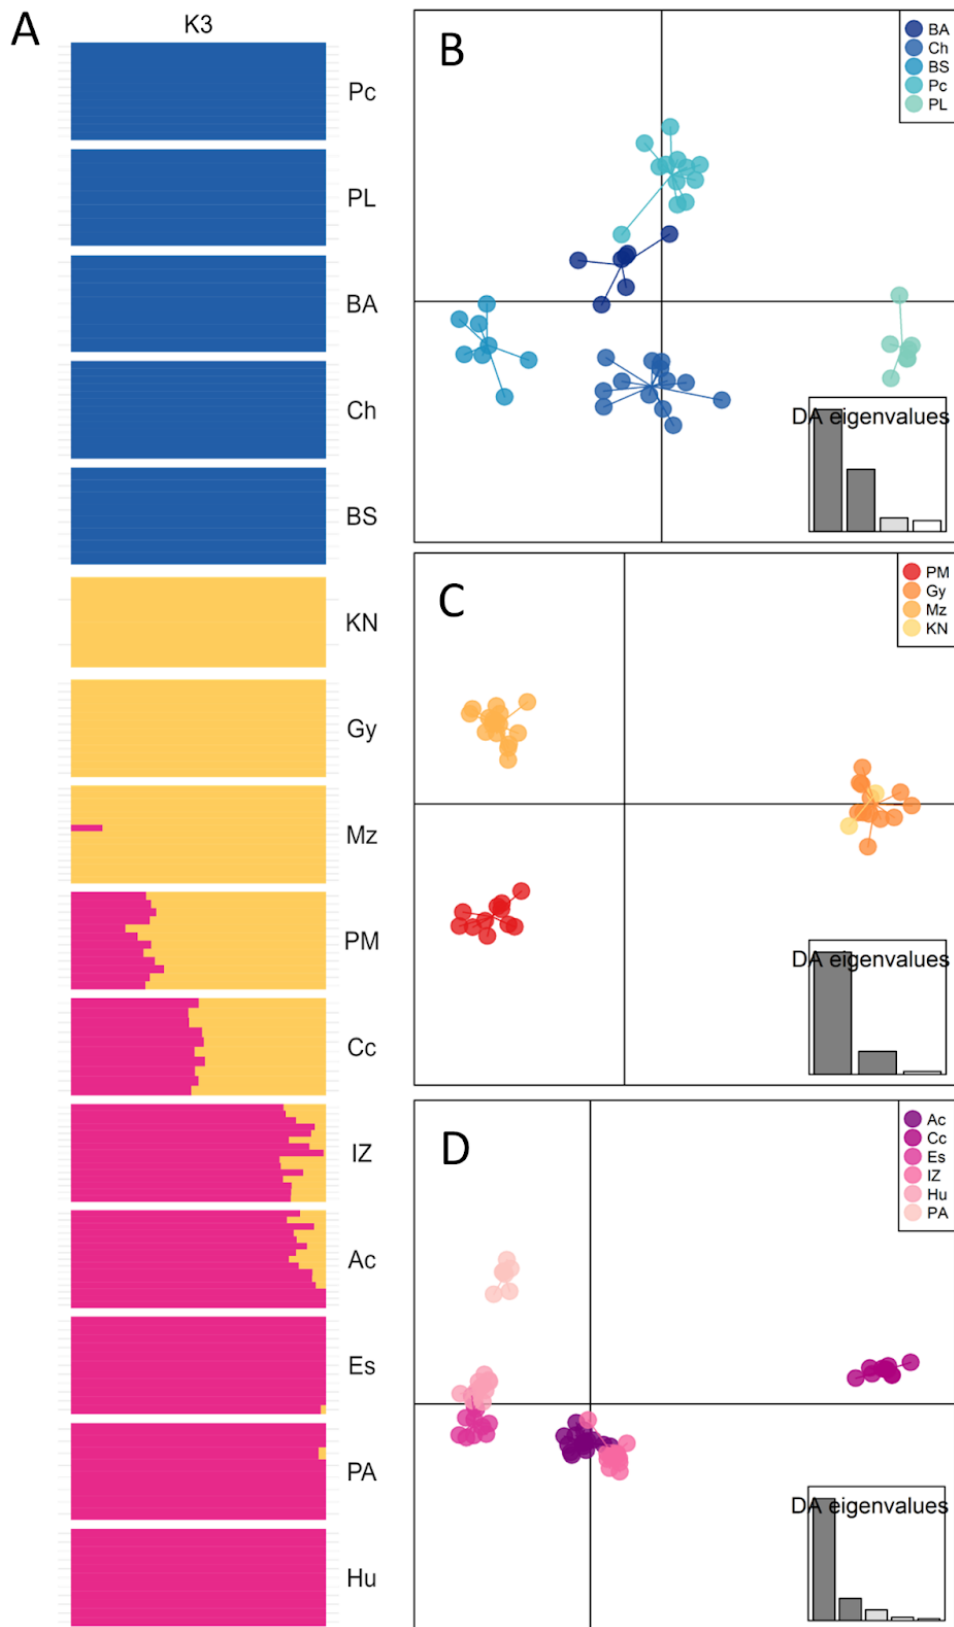 A
K3
Pc
PL
BA
Ch
BS
KN
Gy
Mz
PM
Cc
IZ
Ac
Es
PA
Hu
B
BA
Ch
BS
Pc
PL
DA eigenvalues
C
PM
Gy
Mz
KN
DA eigenvalues
D
Ac
Cc
Es
IZ
Hu
PA
DA eigenvalues